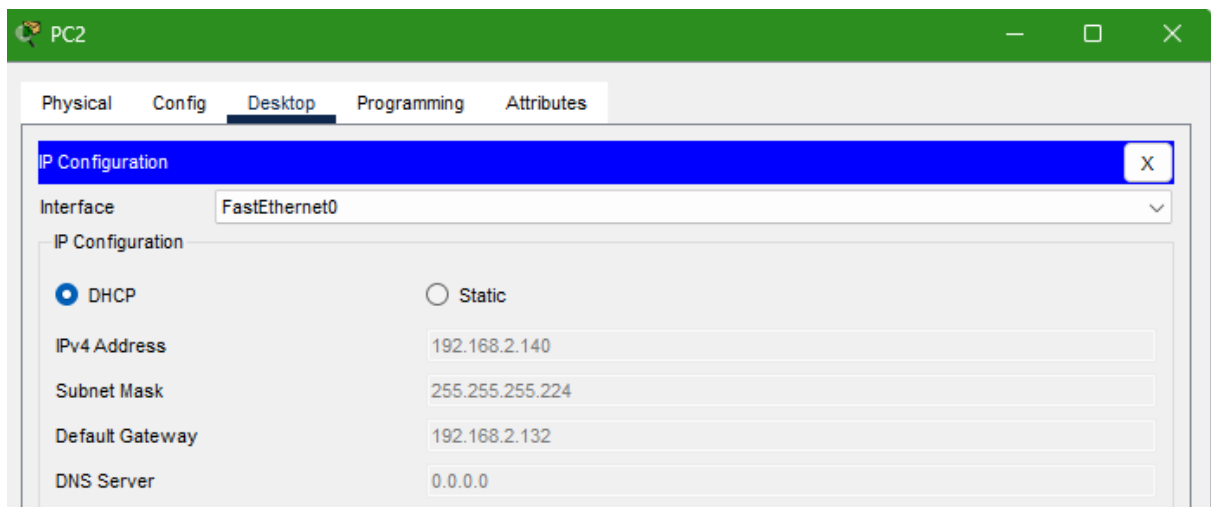 PC2
Physical Config Desktop Programming Attributes
IP Configuration X
Interface FastEthernet0
IP Configuration
DHCP Static
IPv4 Address 192.168.2.140
Subnet Mask 255.255.255.224
Default Gateway 192.168.2.132
DNS Server 0.0.0.0